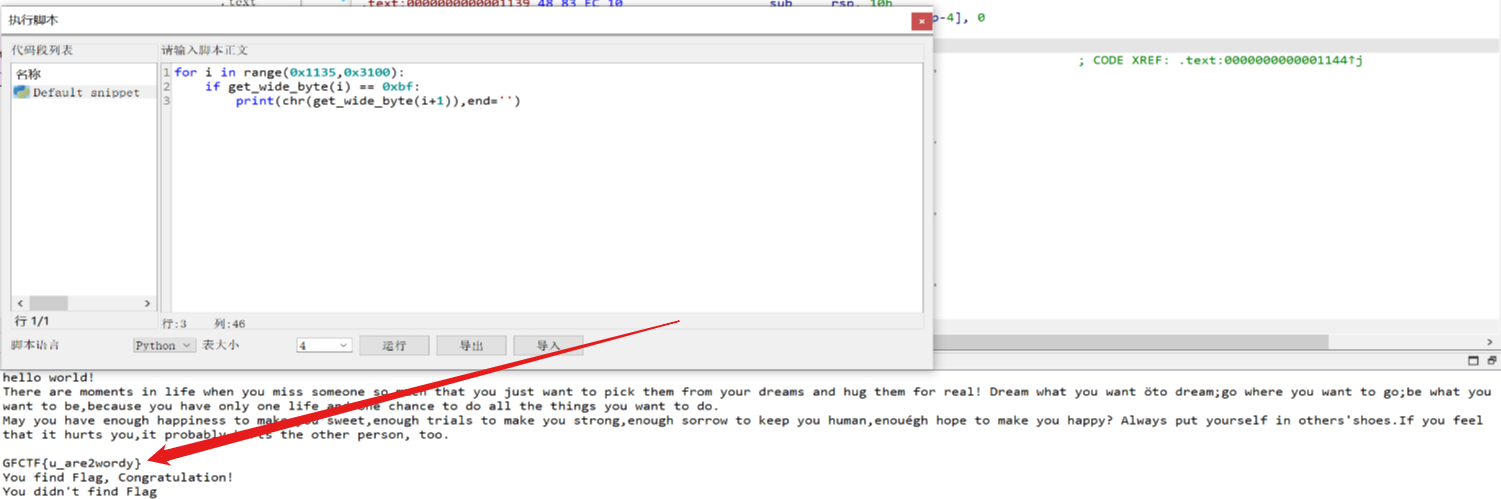 .text .text:0000000000001139 48 83 EC 10 sub rsp, 10h
执行脚本
p-4], 0
代码段列表 请输入脚本正文
; CODE XREF: .text:0000000000001144↑j
名称
Default snippet
1 for i in range(0x1135,0x3100):
2 if get_wide_byte(i) == 0xbf:
3 print(chr(get_wide_byte(i+1)),end='')
行 1/1 行:3 列:46
脚本语言 Python 表大小 4 运行 导出 导入
hello world!
There are moments in life when you miss someone so much that you just want to pick them from your dreams and hug them for real! Dream what you want öto dream;go where you want to go;be what you
want to be,because you have only one life and one chance to do all the things you want to do.
May you have enough happiness to make you sweet,enough trials to make you strong,enough sorrow to keep you human,enouégh hope to make you happy? Always put yourself in others'shoes.If you feel
that it hurts you,it probably hurts the other person, too.
GFCTF{u_are2wordy}
You find Flag, Congratulation!
You didn't find Flag